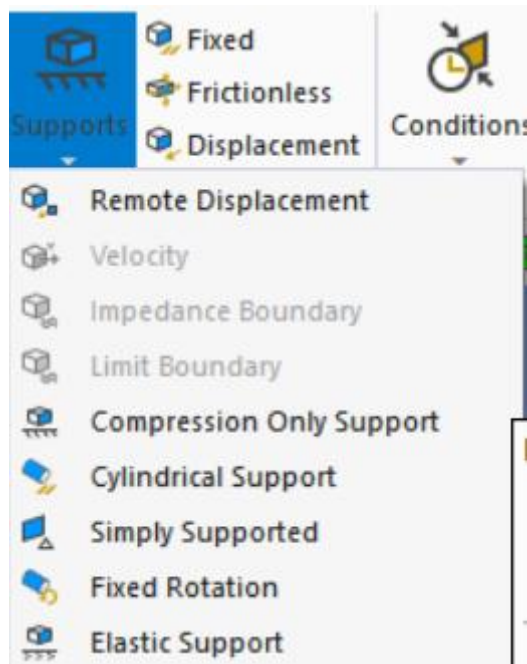 Supports
Fixed
Frictionless
Displacement
Conditions
Remote Displacement
Velocity
Impedance Boundary
Limit Boundary
Compression Only Support
Cylindrical Support
Simply Supported
Fixed Rotation
Elastic Support